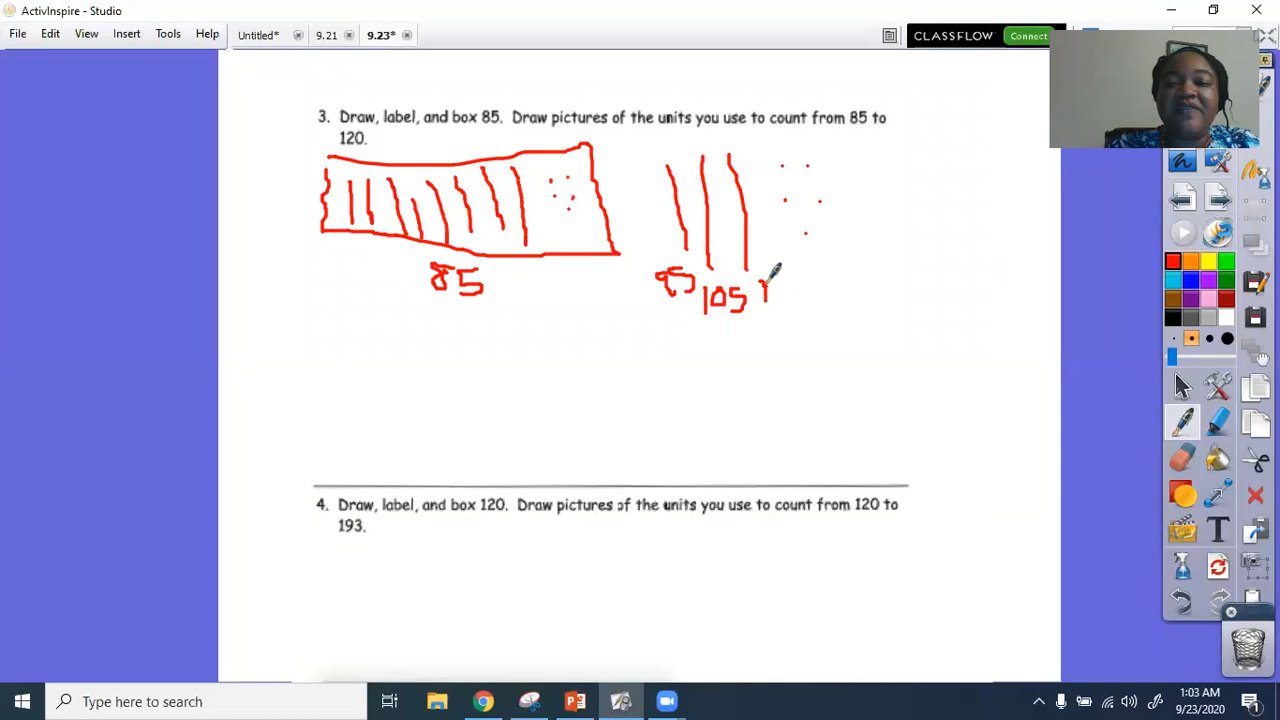 ActivInspire - Studio
File Edit View Insert Tools Help
Untitled* 9.21 9.23*
CLASSFLOW Connect
3. Draw, label, and box 85. Draw pictures of the units you use to count from 85 to
120.
85
95
105
4. Draw, label, and box 120. Draw pictures of the units you use to count from 120 to
193.
Type here to search
1:03 AM
9/23/2020